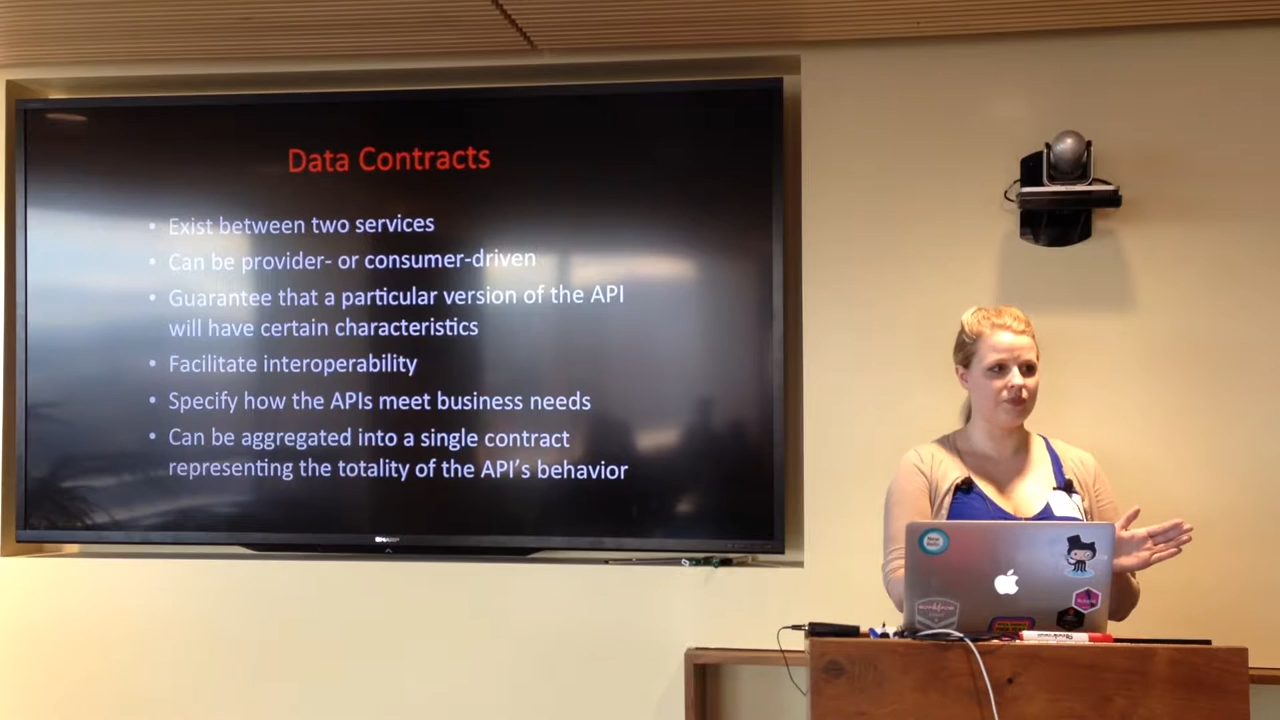 Data Contracts
• Exist between two services
• Can be provider- or consumer-driven
• Guarantee that a particular version of the API
will have certain characteristics
• Facilitate interoperability
• Specify how the APIs meet business needs
• Can be aggregated into a single contract
representing the totality of the API's behavior
SHARP